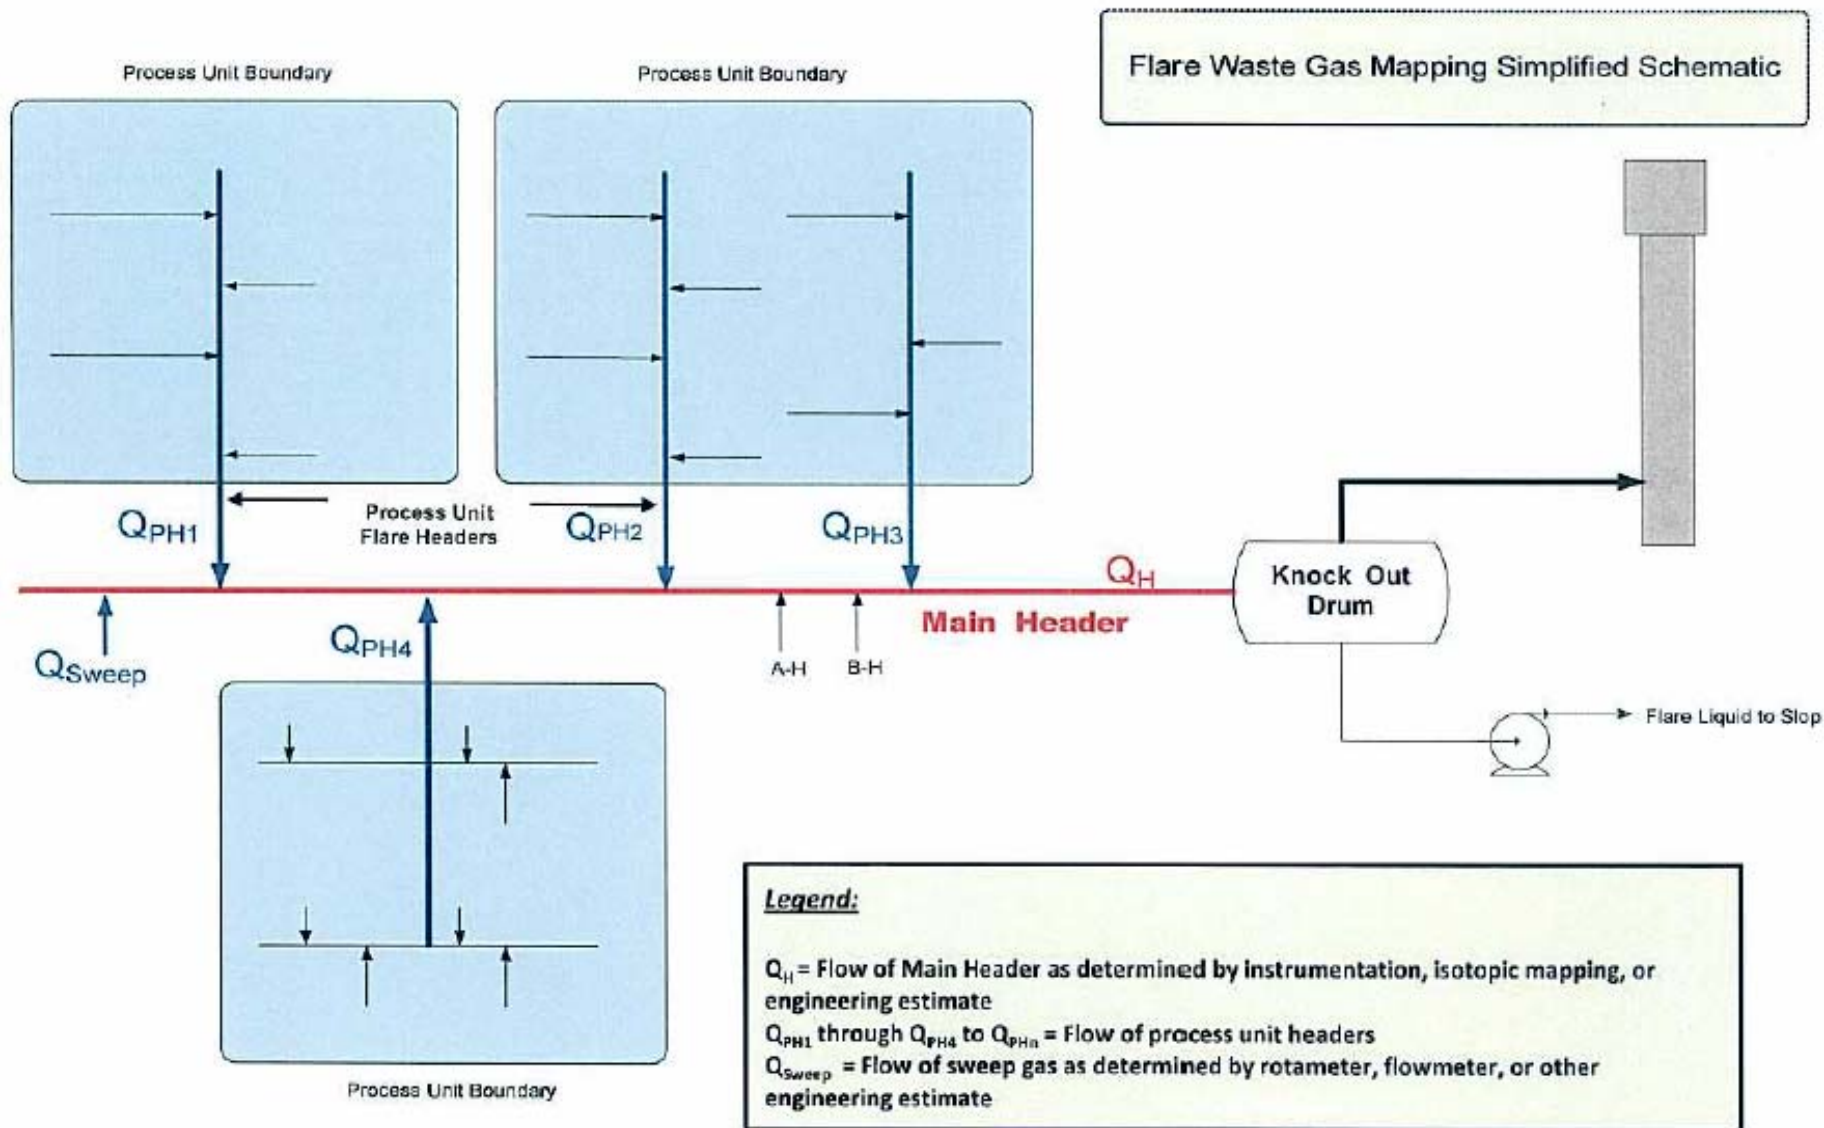 Process Unit Boundary
Process Unit Boundary
Flare Waste Gas Mapping Simplified Schematic
Process Unit
Flare Headers
QPH1
QPH2
QPH3
QH
Main Header
Knock Out
Drum
QSweep
QPH4
A-H
B-H
Flare Liquid to Slop
Process Unit Boundary
Legend:
QH = Flow of Main Header as determined by instrumentation, isotopic mapping, or
engineering estimate
QPH1 through QPH4 to QPHn = Flow of process unit headers
QSweep = Flow of sweep gas as determined by rotameter, flowmeter, or other
engineering estimate